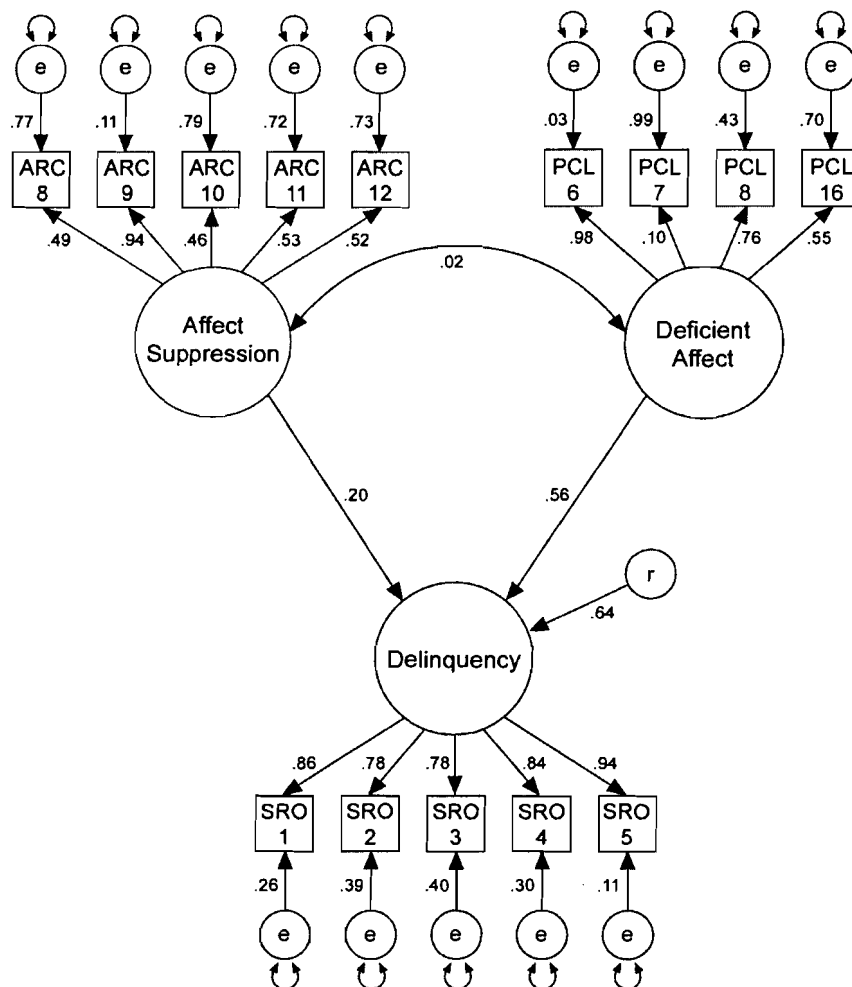 e e e e e
e e e e
.77 .11 .79 .72 .73
.03 .99 .43 .70
ARC ARC ARC ARC ARC
8 9 10 11 12
PCL PCL PCL PCL
6 7 8 16
.49 .94 .46 .53 .52
.98 .10 .76 .55
.02
Affect
Suppression
Deficient
Affect
.20
.56
r
.64
Delinquency
.86 .78 .78 .84 .94
SRO SRO SRO SRO SRO
1 2 3 4 5
.26 .39 .40 .30 .11
e e e e e